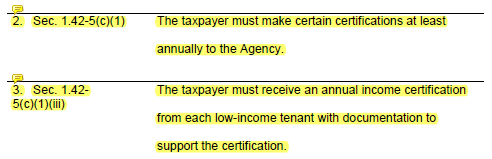 2. Sec. 1.42-5(c)(1) The taxpayer must make certain certifications at least
annually to the Agency.
3. Sec. 1.42- The taxpayer must receive an annual income certification
5(c)(1)(iii)
from each low-income tenant with documentation to
support the certification.